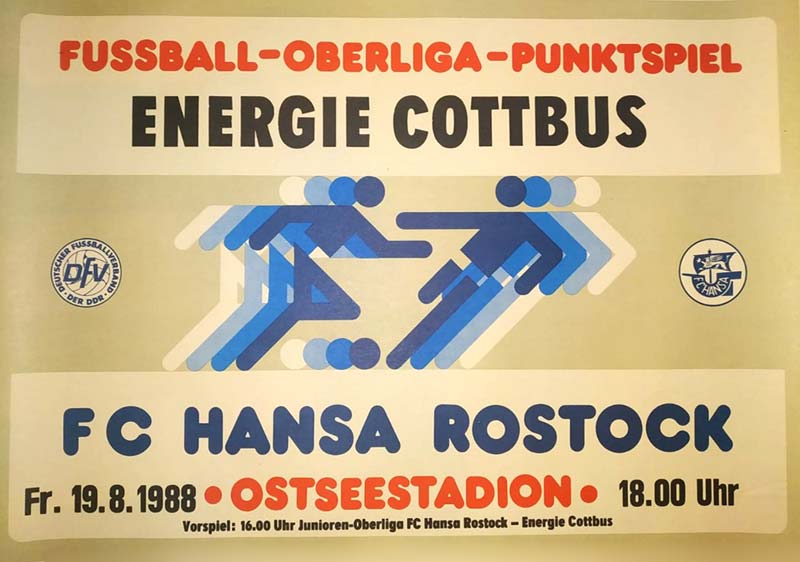 FUSSBALL-OBERLIGA-PUNKTSPIEL
ENERGIE COTTBUS
DEUTSCHER FUSSBALLVERBAND
DFV
• DER DDR •
F.C. HANSA
FC HANSA ROSTOCK
Fr. 19.8.1988 • OSTSEESTADION • 18.00 Uhr
Vorspiel: 16.00 Uhr Junioren-Oberliga FC Hansa Rostock – Energie Cottbus